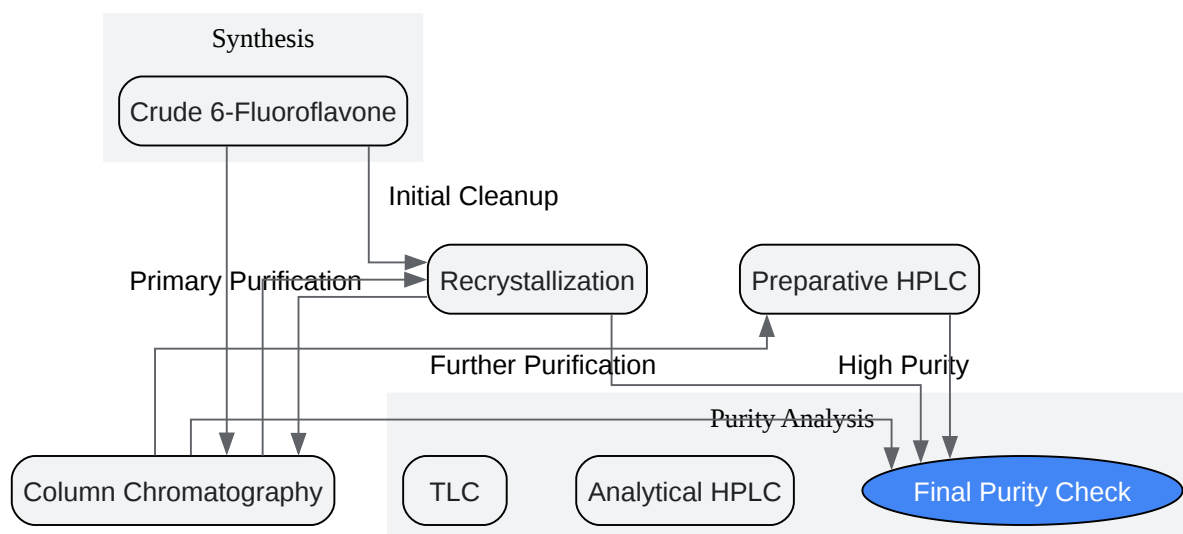 Synthesis
Crude 6-Fluoroflavone
Initial Cleanup
Primary Purification
Recrystallization
Preparative HPLC
Further Purification
High Purity
Purity Analysis
Column Chromatography
TLC
Analytical HPLC
Final Purity Check